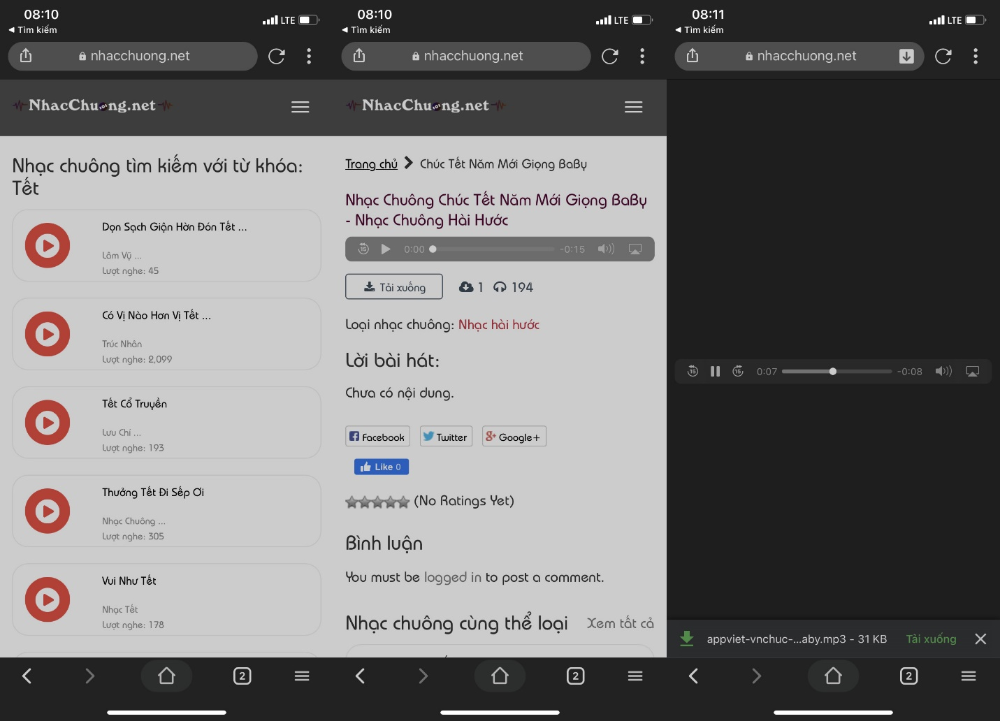 08:10
LTE
Tìm kiếm
nhacchuong.net
NhacChuong.net
Nhạc chuông tìm kiếm với từ khóa:
Tết
Dọn Sạch Giận Hờn Đón Tết ...
Lâm Vỹ ...
Lượt nghe: 45
Có Vị Nào Hơn Vị Tết ...
Trúc Nhân
Lượt nghe: 2,099
Tết Cổ Truyền
Lưu Chí ...
Lượt nghe: 193
Thưởng Tết Đi Sếp Ơi
Nhạc Chuông ...
Lượt nghe: 305
Vui Như Tết
Nhạc Tết
Lượt nghe: 178
2
08:10
LTE
Tìm kiếm
nhacchuong.net
NhacChuong.net
Trang chủ Chúc Tết Năm Mới Giọng BaBy
Nhạc Chuông Chúc Tết Năm Mới Giọng BaBy
- Nhạc Chuông Hài Hước
15 0:00 -0:15
Tải xuống 1 194
Loại nhạc chuông: Nhạc hài hước
Lời bài hát:
Chưa có nội dung.
Facebook Twitter Google+
Like 0
(No Ratings Yet)
Bình luận
You must be logged in to post a comment.
Nhạc chuông cùng thể loại Xem tất cả
2
08:11
LTE
Tìm kiếm
nhacchuong.net
15 15 0:07 -0:08
appviet-vnchuc-...aby.mp3 - 31 KB Tải xuống
2